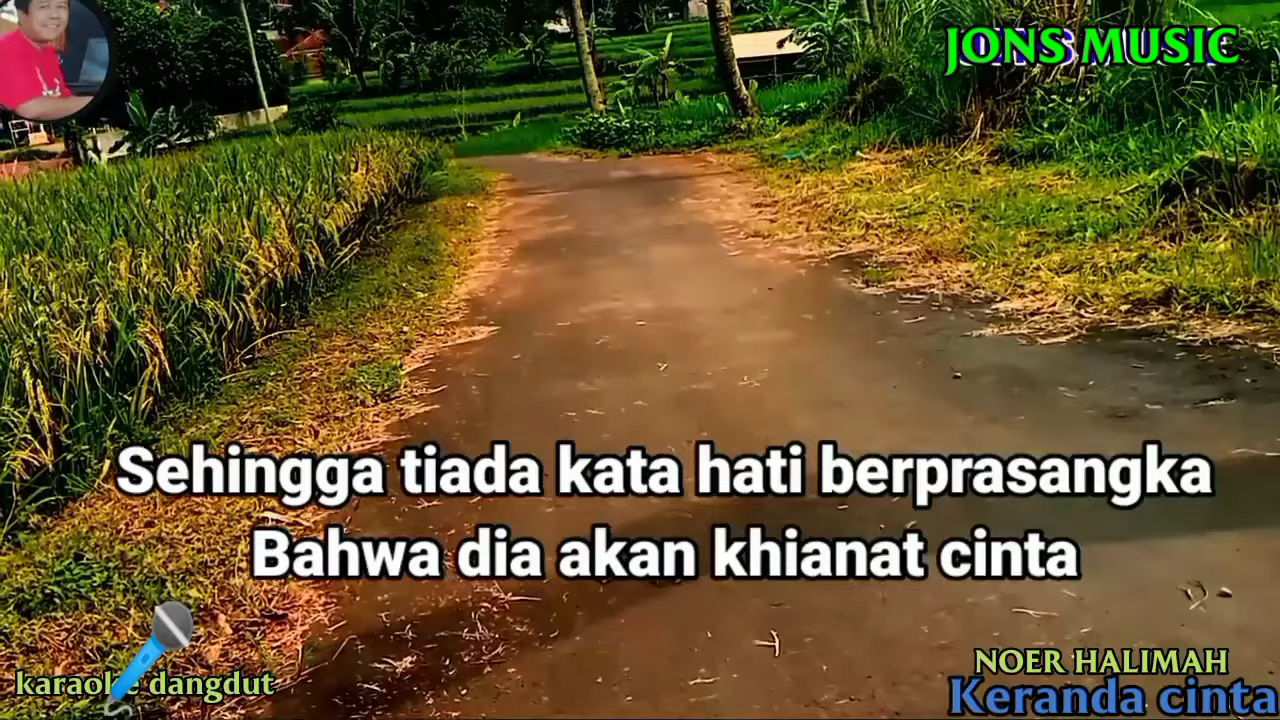 JONS MUSIC
Sehingga tiada kata hati berprasangka
Bahwa dia akan khianat cinta
karaoke dangdut
NOER HALIMAH
Keranda cinta